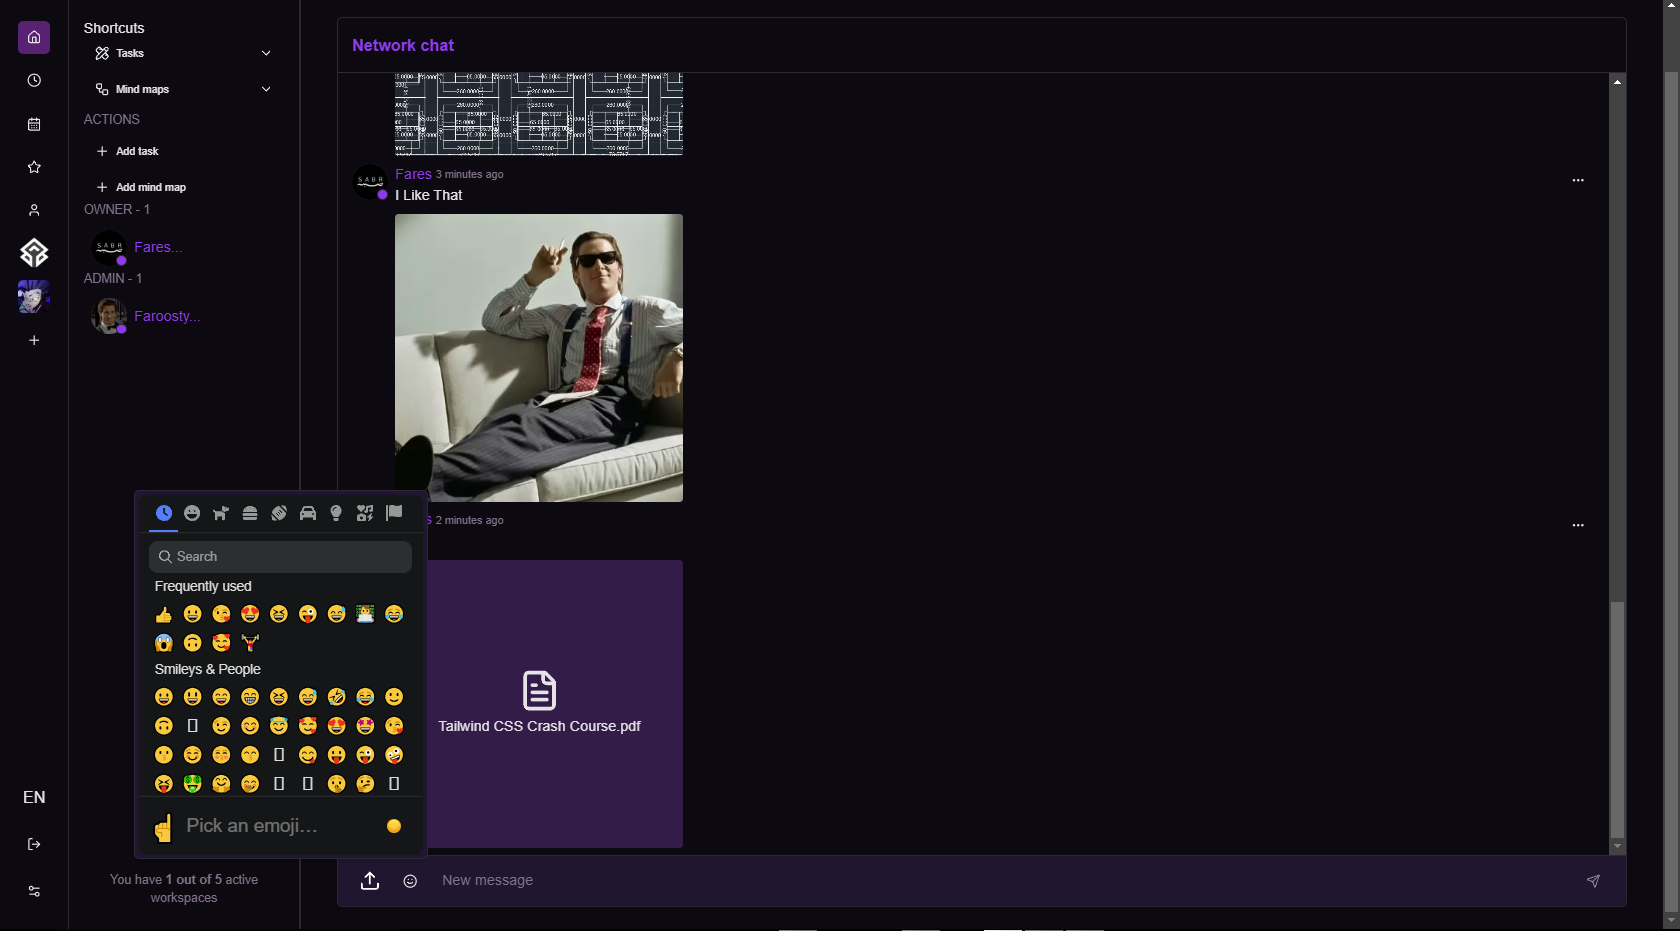 Shortcuts
Tasks
Mind maps
ACTIONS
Add task
Add mind map
OWNER - 1
SABR
Fares...
ADMIN - 1
Faroosty...
EN
You have 1 out of 5 active
workspaces
Network chat
SABR
Fares 3 minutes ago
I Like That
s 2 minutes ago
Tailwind CSS Crash Course.pdf
New message
Search
Frequently used
Smileys & People
Pick an emoji...